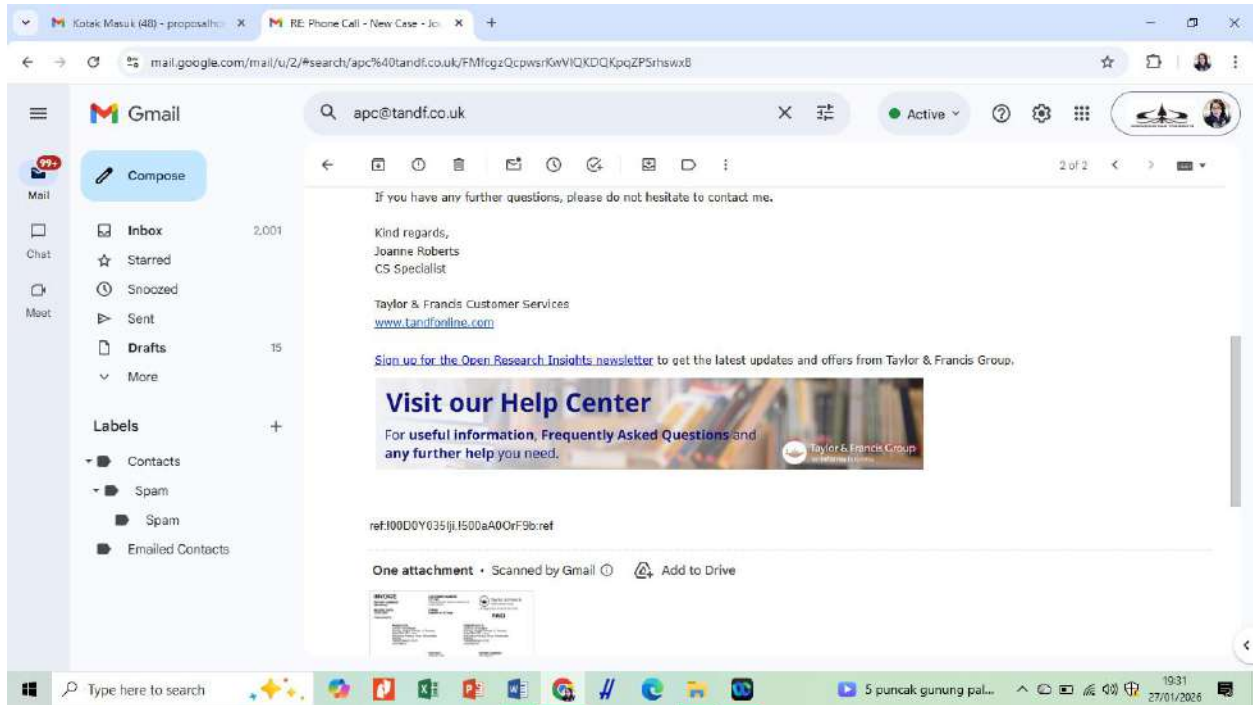 Kotak Masuk (48) - proposalh
RE: Phone Call - New Case - Jo
mail.google.com/mail/u/2/#search/apc%40tandf.co.uk/FMfcgzQcpwsrKwVlQKDQKpqZPSrhswxB
Gmail
apc@tandf.co.uk
Active
99+
Mail
Chat
Meet
Compose
2 of 2
Inbox 2,001
Starred
Snoozed
Sent
Drafts 15
More
Labels
Contacts
Spam
Spam
Emailed Contacts
If you have any further questions, please do not hesitate to contact me.
Kind regards,
Joanne Roberts
CS Specialist
Taylor & Francis Customer Services
www.tandfonline.com
Sign up for the Open Research Insights newsletter to get the latest updates and offers from Taylor & Francis Group.
Visit our Help Center
For useful information, Frequently Asked Questions and
any further help you need.
Taylor & Francis Group
ref:!00D0Y035Iji.!500aA0OrF9b:ref
One attachment • Scanned by Gmail
Add to Drive
INVOICE
Taylor & Francis
PAID
Type here to search
5 puncak gunung pal...
19:31
27/01/2026